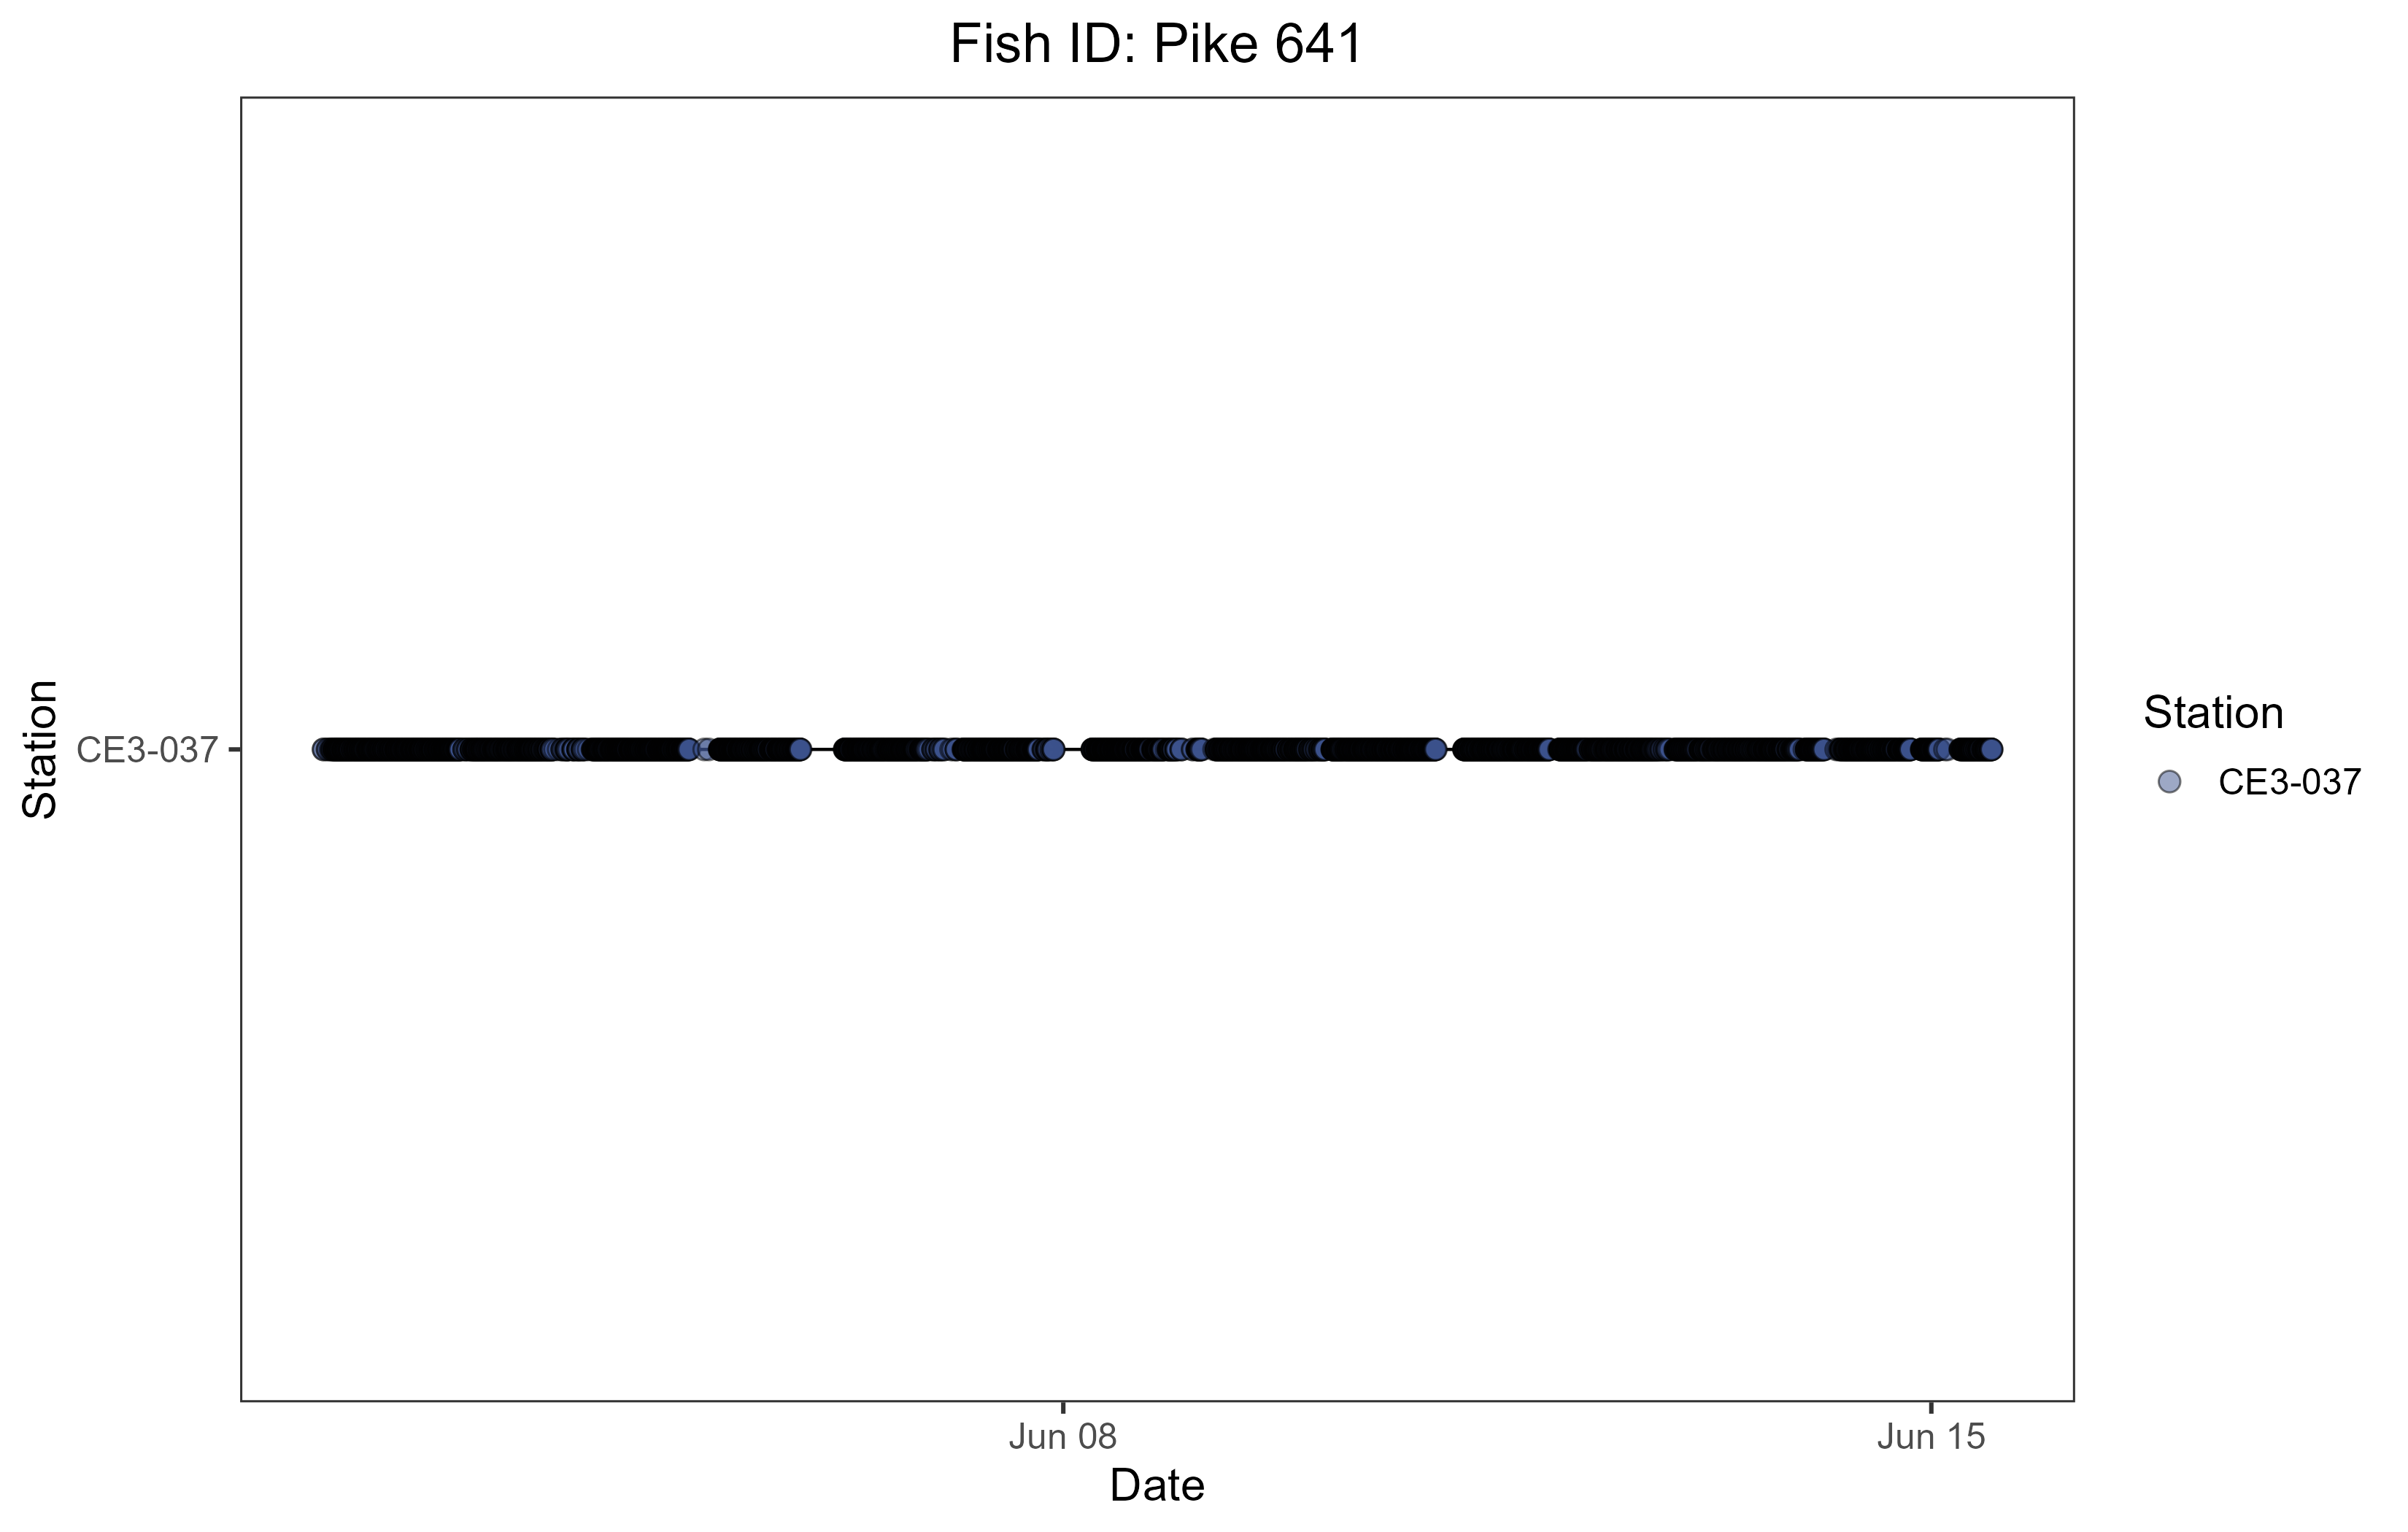 Fish ID: Pike 641
Station
CE3-037
Jun 08
Jun 15
Date
Station
CE3-037